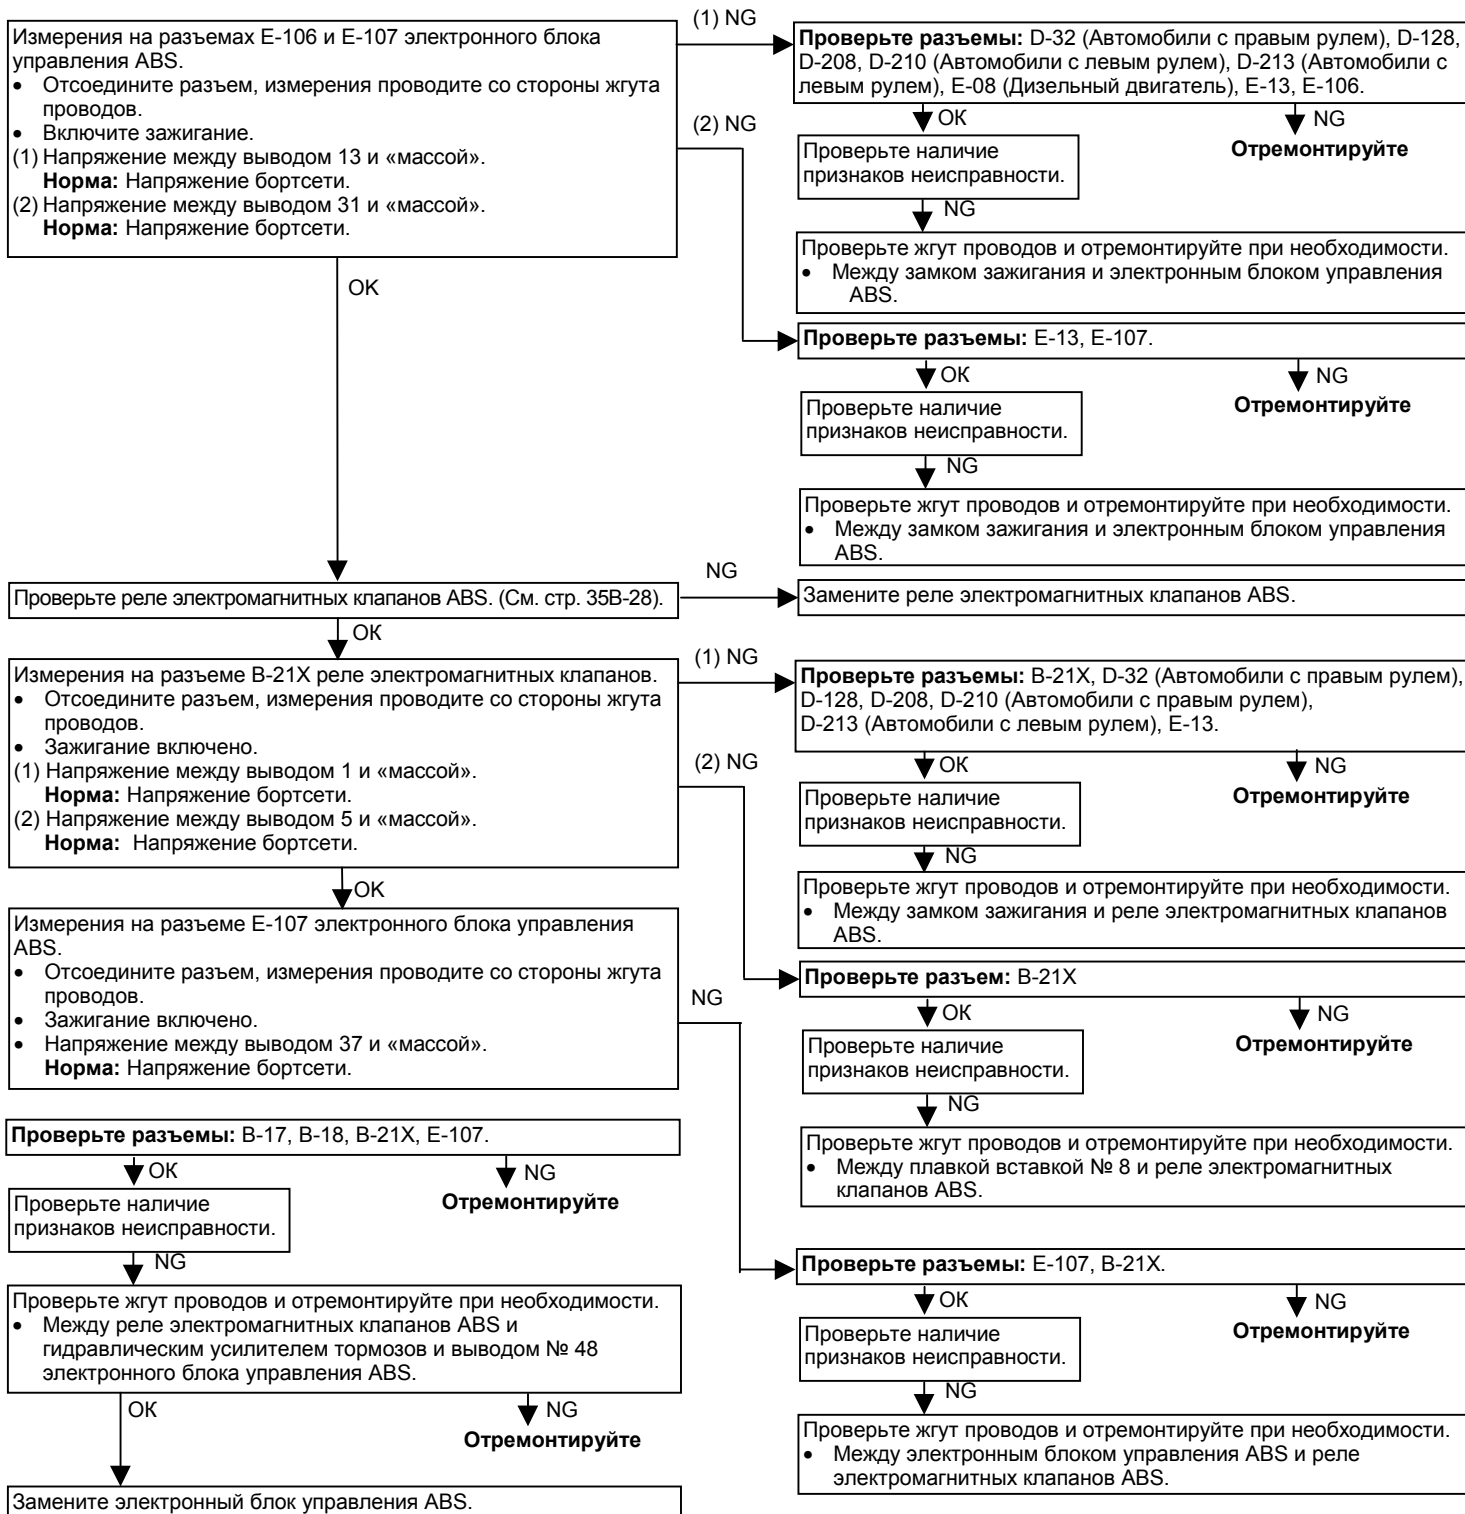 Измерения на разъемах E-106 и E-107 электронного блока
управления ABS.
• Отсоедините разъем, измерения проводите со стороны жгута
проводов.
• Включите зажигание.
(1) Напряжение между выводом 13 и «массой».
Норма: Напряжение бортсети.
(2) Напряжение между выводом 31 и «массой».
Норма: Напряжение бортсети.
(1) NG
Проверьте разъемы: D-32 (Автомобили с правым рулем), D-128,
D-208, D-210 (Автомобили с левым рулем), D-213 (Автомобили с
левым рулем), E-08 (Дизельный двигатель), E-13, E-106.
OK
NG
Отремонтируйте
Проверьте наличие
признаков неисправности.
NG
Проверьте жгут проводов и отремонтируйте при необходимости.
• Между замком зажигания и электронным блоком управления
ABS.
(2) NG
Проверьте разъемы: E-13, E-107.
OK
NG
Отремонтируйте
Проверьте наличие
признаков неисправности.
NG
Проверьте жгут проводов и отремонтируйте при необходимости.
• Между замком зажигания и электронным блоком управления
ABS.
OK
Проверьте реле электромагнитных клапанов ABS. (См. стр. 35B-28).
NG
Замените реле электромагнитных клапанов ABS.
OK
Измерения на разъеме B-21X реле электромагнитных клапанов.
• Отсоедините разъем, измерения проводите со стороны жгута
проводов.
• Зажигание включено.
(1) Напряжение между выводом 1 и «массой».
Норма: Напряжение бортсети.
(2) Напряжение между выводом 5 и «массой».
Норма: Напряжение бортсети.
(1) NG
Проверьте разъемы: B-21X, D-32 (Автомобили с правым рулем),
D-128, D-208, D-210 (Автомобили с правым рулем),
D-213 (Автомобили с левым рулем), E-13.
OK
NG
Отремонтируйте
Проверьте наличие
признаков неисправности.
NG
Проверьте жгут проводов и отремонтируйте при необходимости.
• Между замком зажигания и реле электромагнитных клапанов
ABS.
(2) NG
Проверьте разъем: B-21X
OK
NG
Отремонтируйте
Проверьте наличие
признаков неисправности.
NG
Проверьте жгут проводов и отремонтируйте при необходимости.
• Между плавкой вставкой № 8 и реле электромагнитных
клапанов ABS.
OK
Измерения на разъеме E-107 электронного блока управления
ABS.
• Отсоедините разъем, измерения проводите со стороны жгута
проводов.
• Зажигание включено.
• Напряжение между выводом 37 и «массой».
Норма: Напряжение бортсети.
NG
Проверьте разъемы: E-107, B-21X.
OK
NG
Отремонтируйте
Проверьте наличие
признаков неисправности.
NG
Проверьте жгут проводов и отремонтируйте при необходимости.
• Между электронным блоком управления ABS и реле
электромагнитных клапанов ABS.
Проверьте разъемы: B-17, B-18, B-21X, E-107.
OK
NG
Отремонтируйте
Проверьте наличие
признаков неисправности.
NG
Проверьте жгут проводов и отремонтируйте при необходимости.
• Между реле электромагнитных клапанов ABS и
гидравлическим усилителем тормозов и выводом № 48
электронного блока управления ABS.
OK
NG
Отремонтируйте
Замените электронный блок управления ABS.